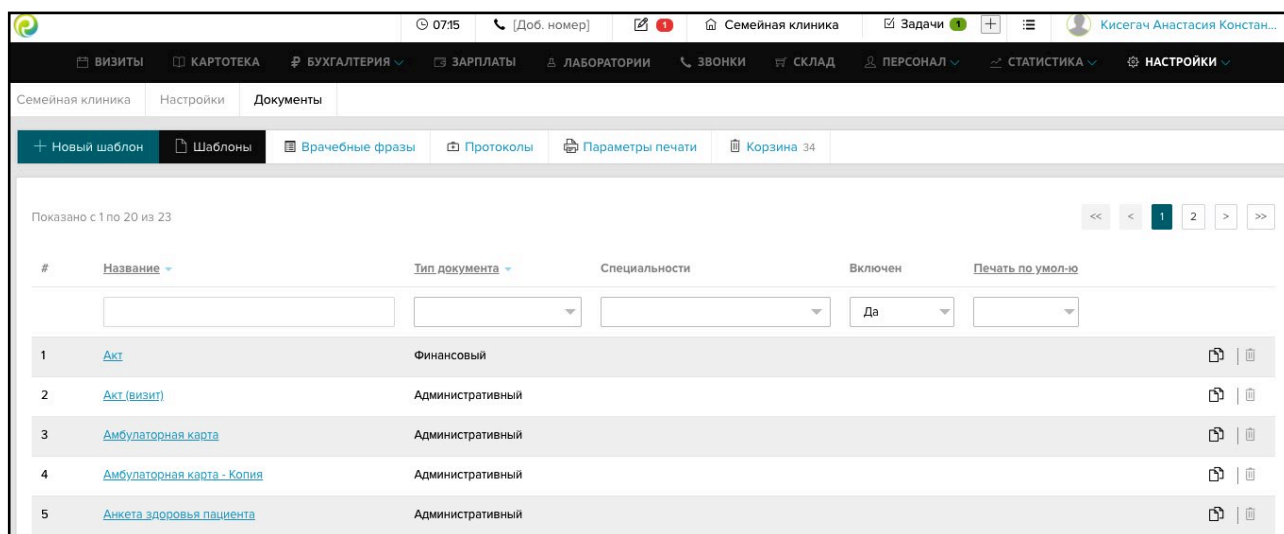 07:15 [Доб. номер] 1 Семейная клиника Задачи 1 + Кисегач Анастасия Констан...
ВИЗИТЫ КАРТОТЕКА ₽ БУХГАЛТЕРИЯ ЗАРПЛАТЫ ЛАБОРАТОРИИ ЗВОНКИ СКЛАД ПЕРСОНАЛ СТАТИСТИКА НАСТРОЙКИ
Семейная клиника Настройки Документы
+ Новый шаблон Шаблоны Врачебные фразы Протоколы Параметры печати Корзина 34
Показано с 1 по 20 из 23 << < 1 2 > >>
# Название Тип документа Специальности Включен Печать по умол-ю
Да
1 Акт Финансовый
2 Акт (визит) Административный
3 Амбулаторная карта Административный
4 Амбулаторная карта - Копия Административный
5 Анкета здоровья пациента Административный